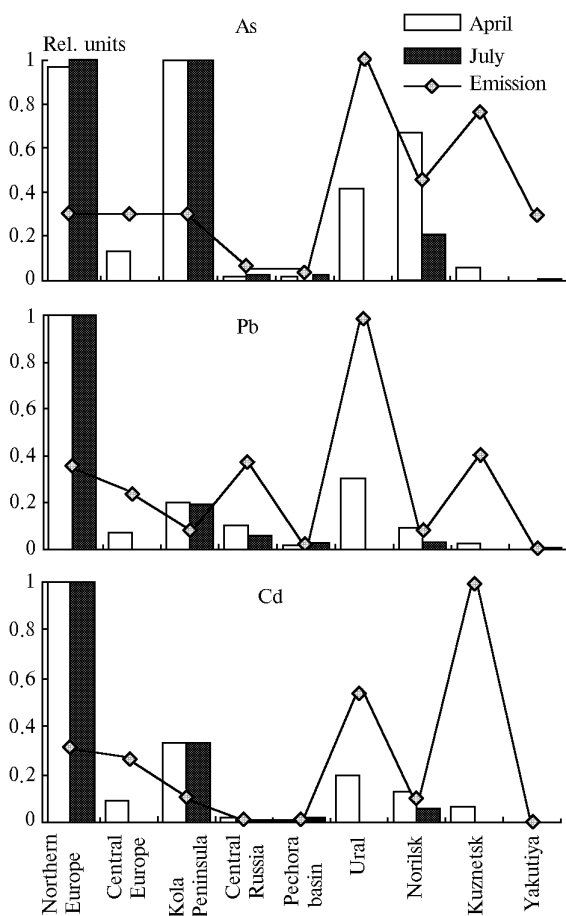 As
Rel. units
April
July
Emission
1
0.8
0.6
0.4
0.2
0
Pb
1
0.8
0.6
0.4
0.2
0
Cd
1
0.8
0.6
0.4
0.2
0
Northern
Europe
Central
Europe
Kola
Peninsula
Central
Russia
Pechora
basin
Ural
Norilsk
Kuznetsk
Yakutiya